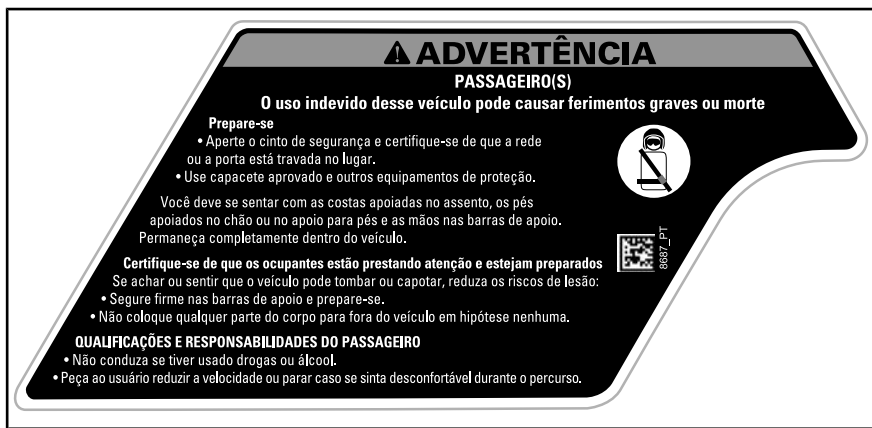 ADVERTÊNCIA
PASSAGEIRO(S)
O uso indevido desse veículo pode causar ferimentos graves ou morte
Prepare-se
• Aperte o cinto de segurança e certifique-se de que a rede
ou a porta está travada no lugar.
• Use capacete aprovado e outros equipamentos de proteção.
Você deve se sentar com as costas apoiadas no assento, os pés
apoiados no chão ou no apoio para pés e as mãos nas barras de apoio.
Permaneça completamente dentro do veículo.
Certifique-se de que os ocupantes estão prestando atenção e estejam preparados
Se achar ou sentir que o veículo pode tombar ou capotar, reduza os riscos de lesão:
• Segure firme nas barras de apoio e prepare-se.
• Não coloque qualquer parte do corpo para fora do veículo em hipótese nenhuma.
QUALIFICAÇÕES E RESPONSABILIDADES DO PASSAGEIRO
• Não conduza se tiver usado drogas ou álcool.
• Peça ao usuário reduzir a velocidade ou parar caso se sinta desconfortável durante o percurso.
8687_PT